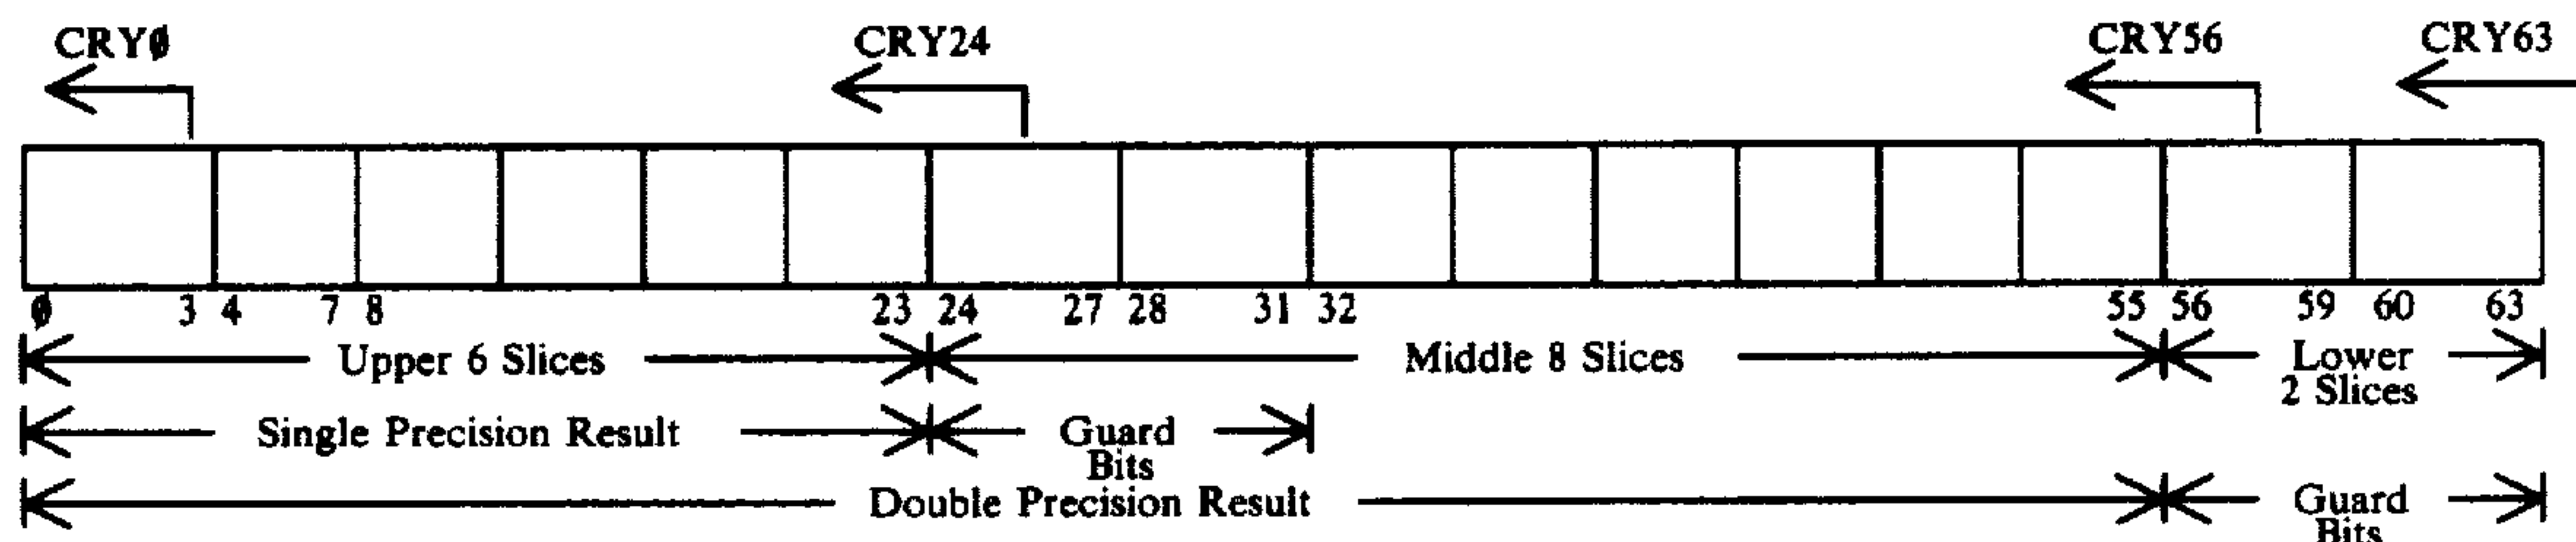 CRYØ CRY24 CRY56 CRY63
Ø 3 4 7 8 23 24 27 28 31 32 55 56 59 60 63
Upper 6 Slices Middle 8 Slices Lower
2 Slices
Single Precision Result Guard
Bits
Double Precision Result Guard
Bits